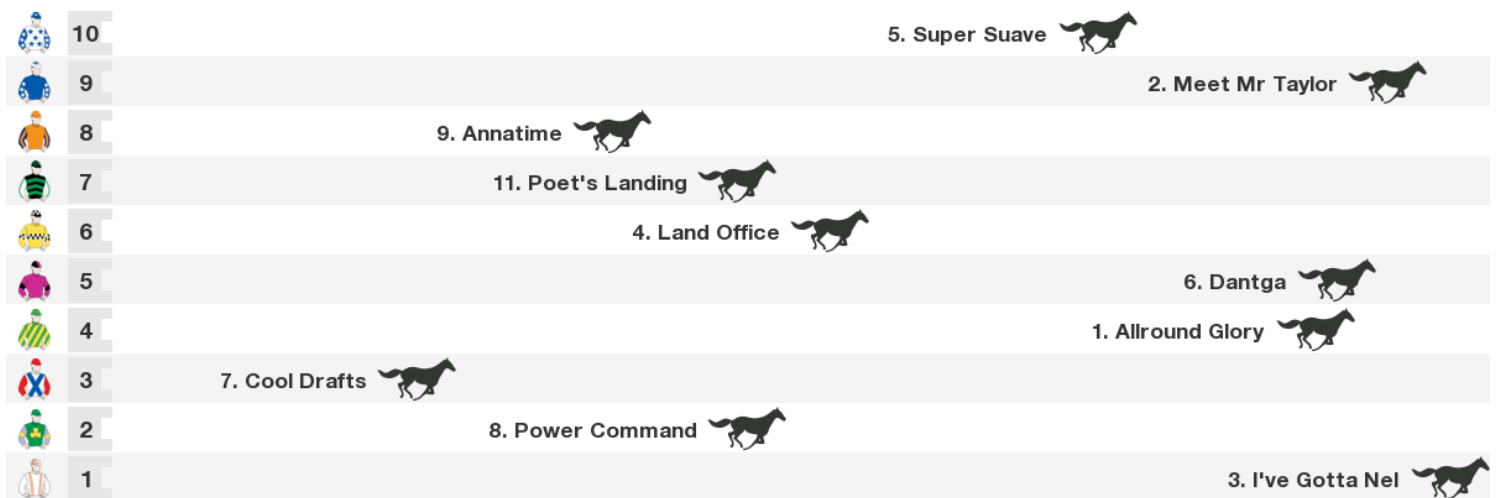 10 5. Super Suave
9 2. Meet Mr Taylor
8 9. Annatime
7 11. Poet's Landing
6 4. Land Office
5 6. Dantga
4 1. Allround Glory
3 7. Cool Drafts
2 8. Power Command
1 3. I've Gotta Nel